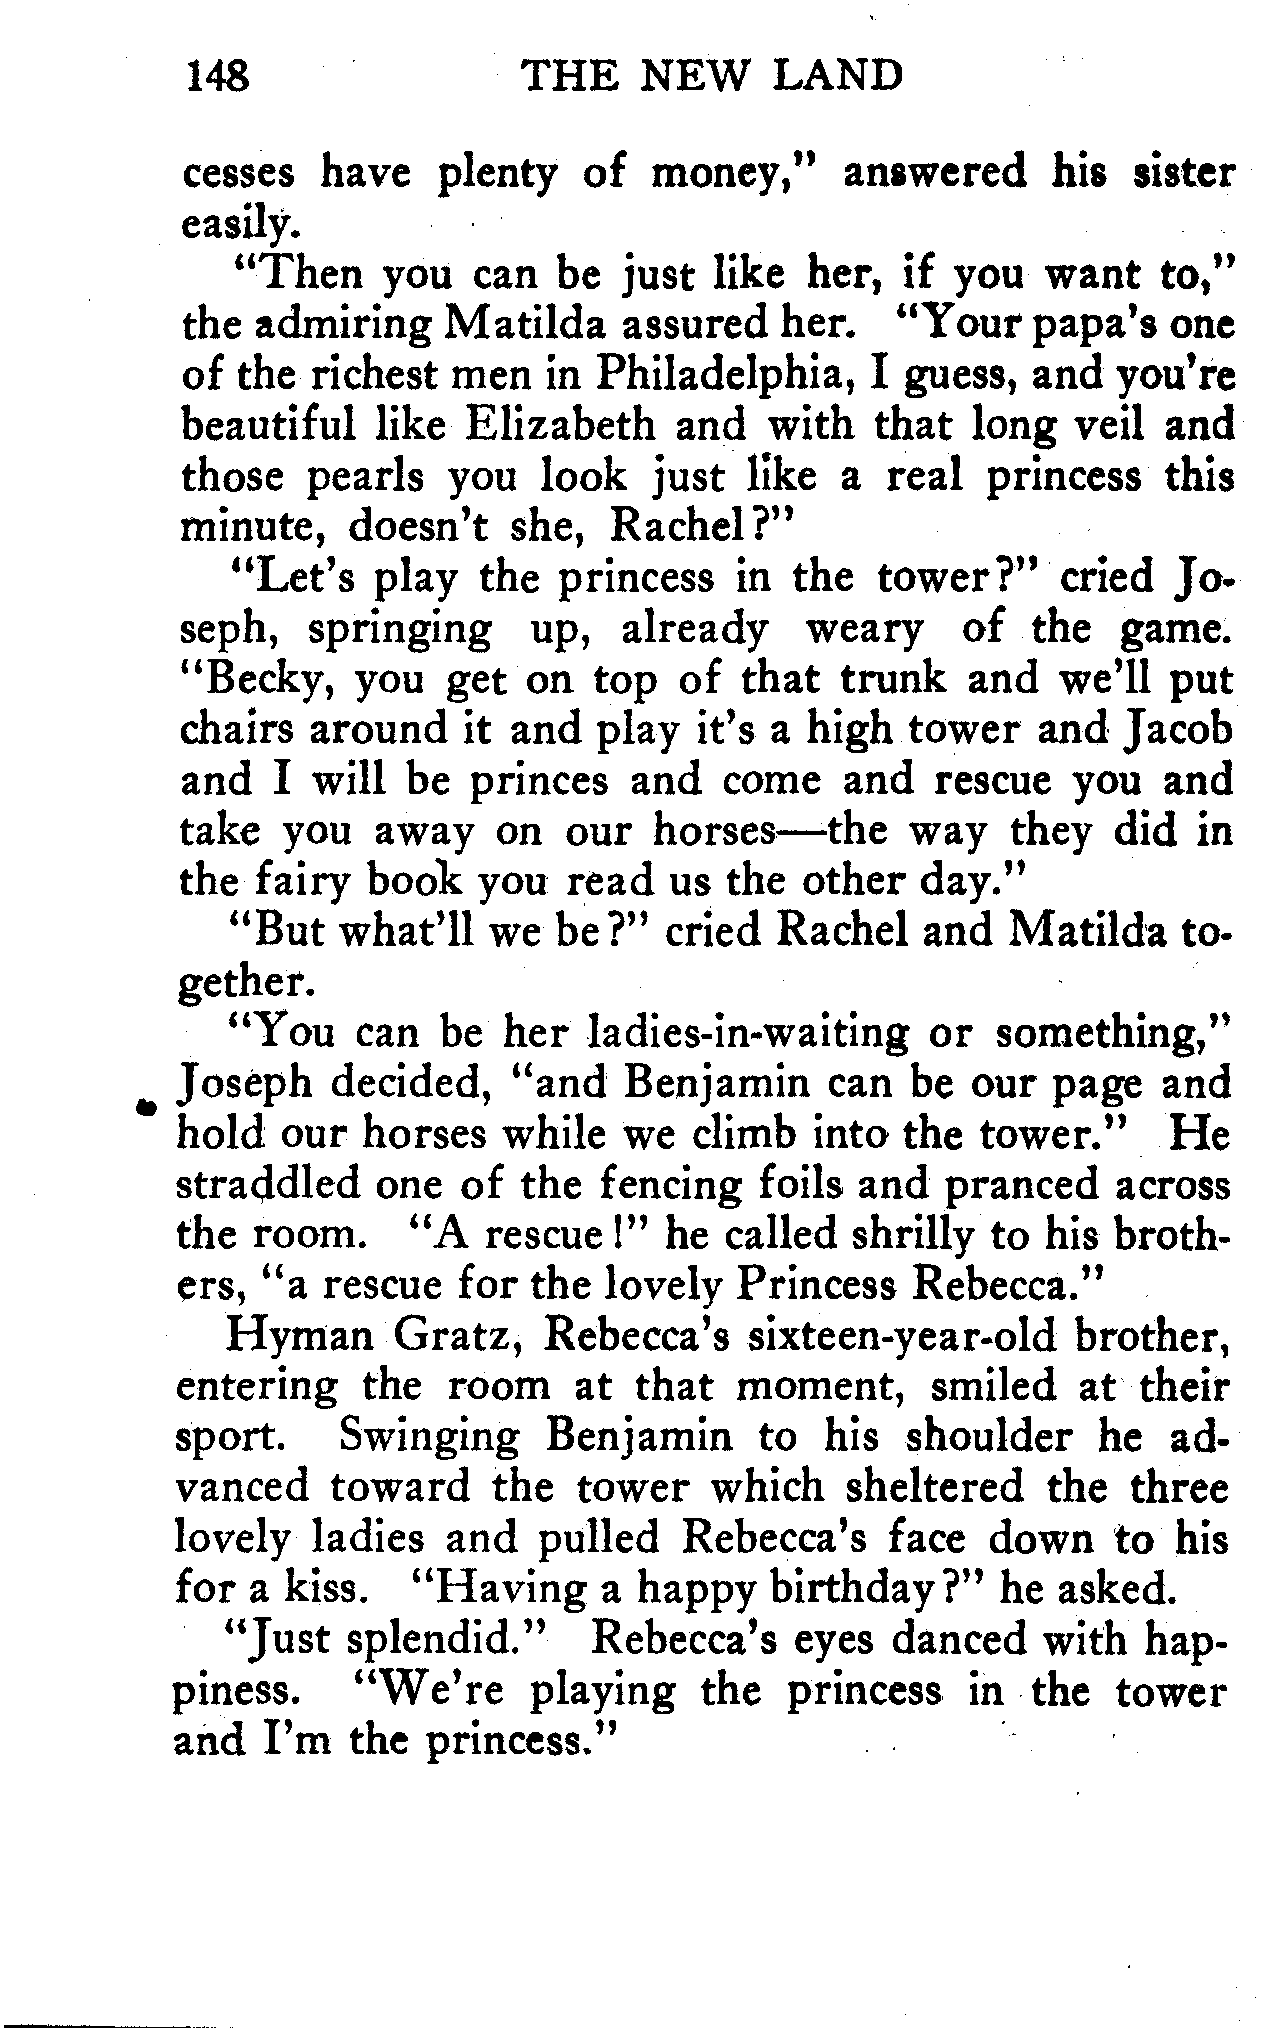 148 THE NEW LAND
cesses have plenty of money," answered his sister
easily.
"Then you can be just like her, if you want to,"
the admiring Matilda assured her. "Your papa's one
of the richest men in Philadelphia, I guess, and you're
beautiful like Elizabeth and with that long veil and
those pearls you look just like a real princess this
minute, doesn't she, Rachel?"
"Let's play the princess in the tower?" cried Jo-
seph, springing up, already weary of the game.
"Becky, you get on top of that trunk and we'll put
chairs around it and play it's a high tower and Jacob
and I will be princes and come and rescue you and
take you away on our horses—the way they did in
the fairy book you read us the other day."
"But what'll we be?" cried Rachel and Matilda to-
gether.
"You can be her ladies-in-waiting or something,"
Joseph decided, "and Benjamin can be our page and
hold our horses while we climb into the tower." He
straddled one of the fencing foils and pranced across
the room. "A rescue!" he called shrilly to his broth-
ers, "a rescue for the lovely Princess Rebecca."
Hyman Gratz, Rebecca's sixteen-year-old brother,
entering the room at that moment, smiled at their
sport. Swinging Benjamin to his shoulder he ad-
vanced toward the tower which sheltered the three
lovely ladies and pulled Rebecca's face down to his
for a kiss. "Having a happy birthday?" he asked.
"Just splendid." Rebecca's eyes danced with hap-
piness. "We're playing the princess in the tower
and I'm the princess."